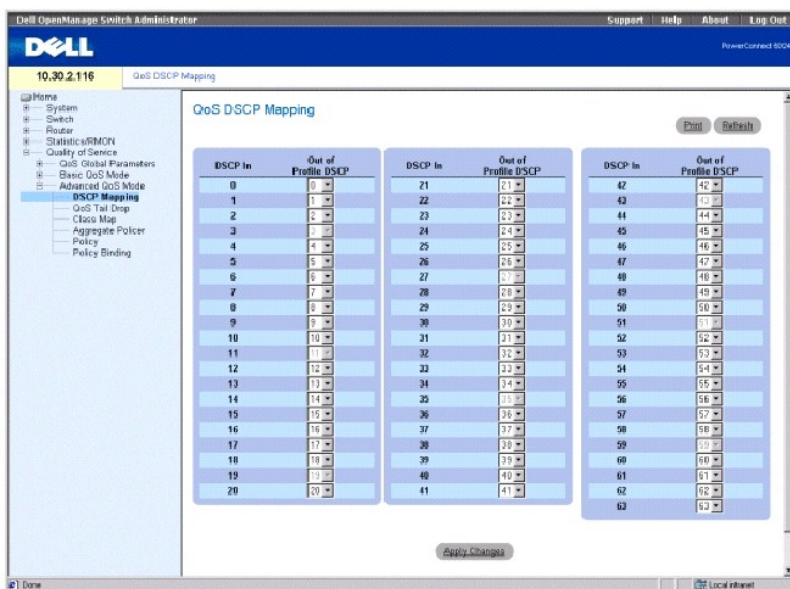 Dell OpenManage Switch Administrator Support Help About Log Out
DELL
PowerConnect 6024
10.30.2.116 QoS DSCP Mapping
Home
System
Switch
Router
Statistics/RMON
Quality of Service
QoS Global Parameters
Basic QoS Mode
Advanced QoS Mode
DSCP Mapping
QoS Tail Drop
Class Map
Aggregate Policer
Policy
Policy Binding
QoS DSCP Mapping
Print Refresh
DSCP In Out of Profile DSCP
0 0
1 1
2 2
3 3
4 4
5 5
6 6
7 7
8 8
9 9
10 10
11 11
12 12
13 13
14 14
15 15
16 16
17 17
18 18
19 19
20 20
DSCP In Out of Profile DSCP
21 21
22 22
23 23
24 24
25 25
26 26
27 27
28 28
29 29
30 30
31 31
32 32
33 33
34 34
35 35
36 36
37 37
38 38
39 39
40 40
41 41
DSCP In Out of Profile DSCP
42 42
43 43
44 44
45 45
46 46
47 47
48 48
49 49
50 50
51 51
52 52
53 53
54 54
55 55
56 56
57 57
58 58
59 59
60 60
61 61
62 62
63 63
Apply Changes
Done Local intranet